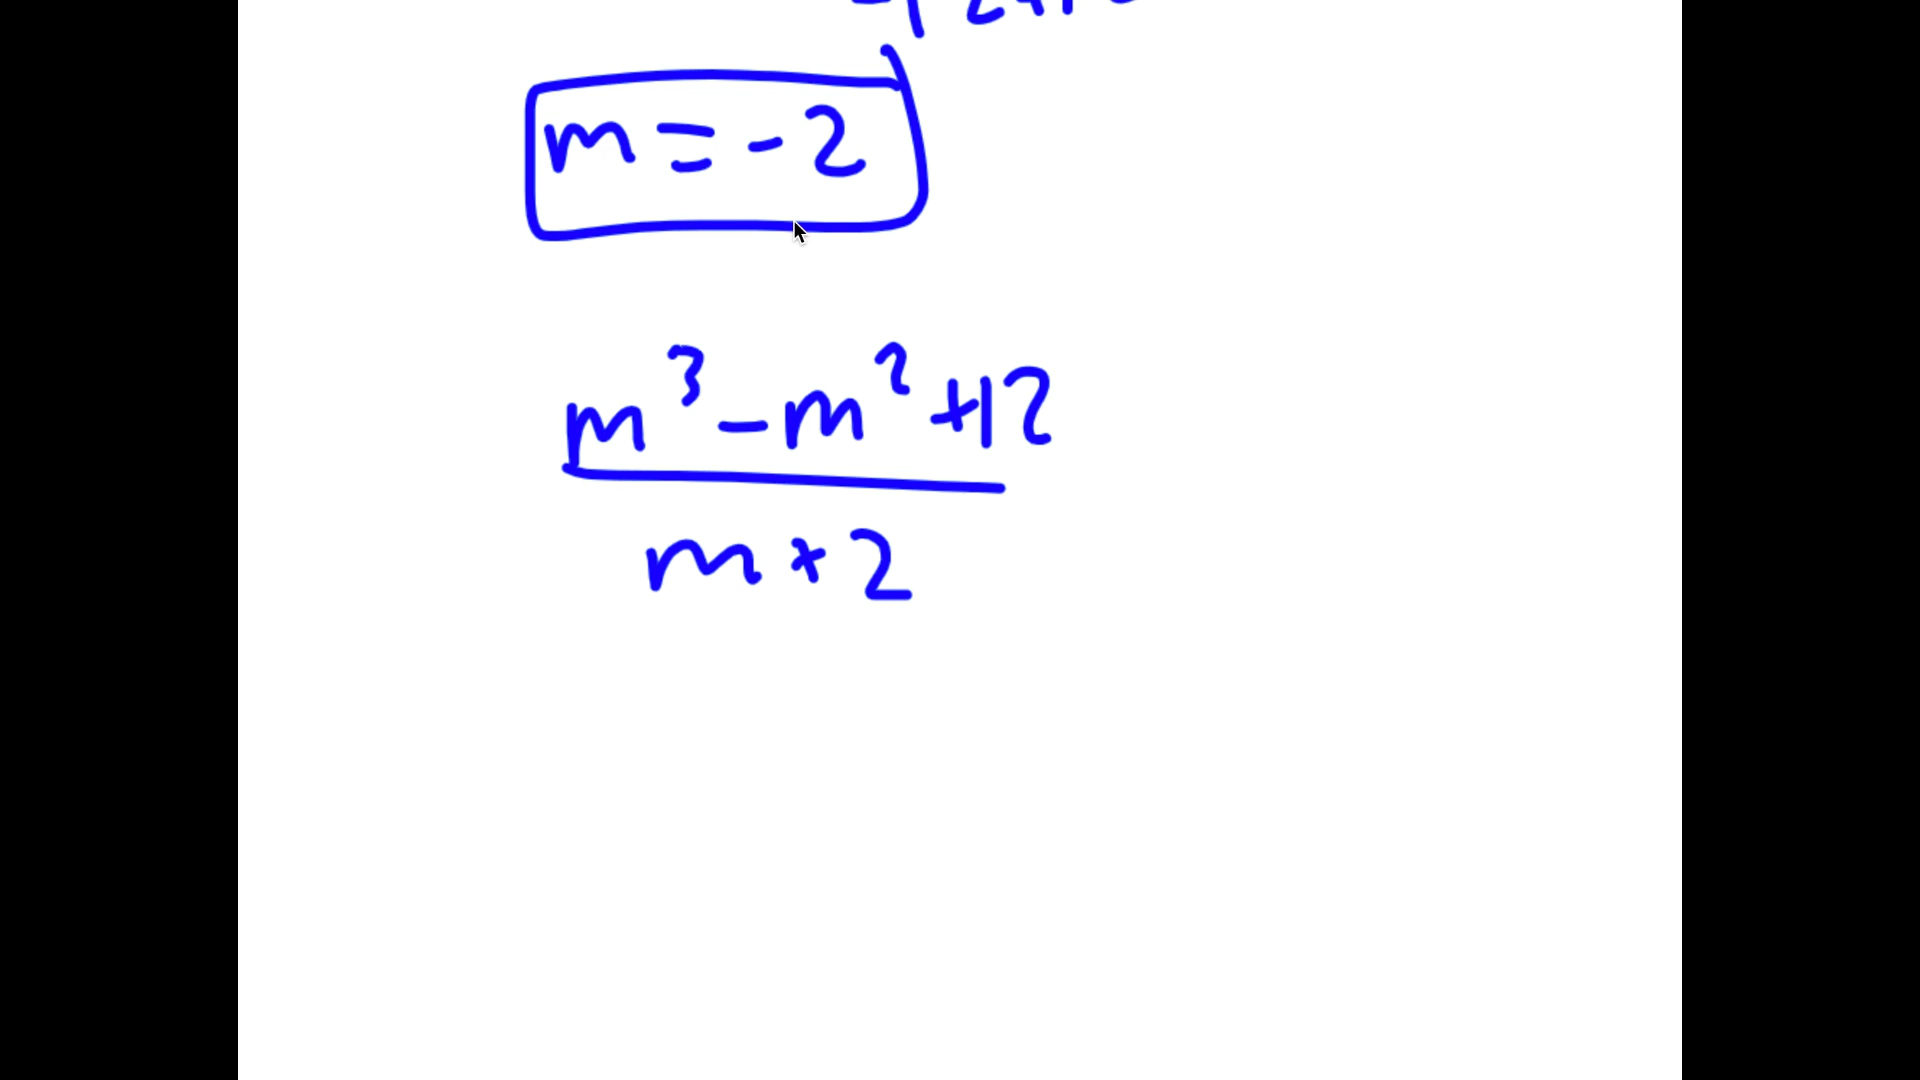 m = -2
m³ - m² + 12
m + 2